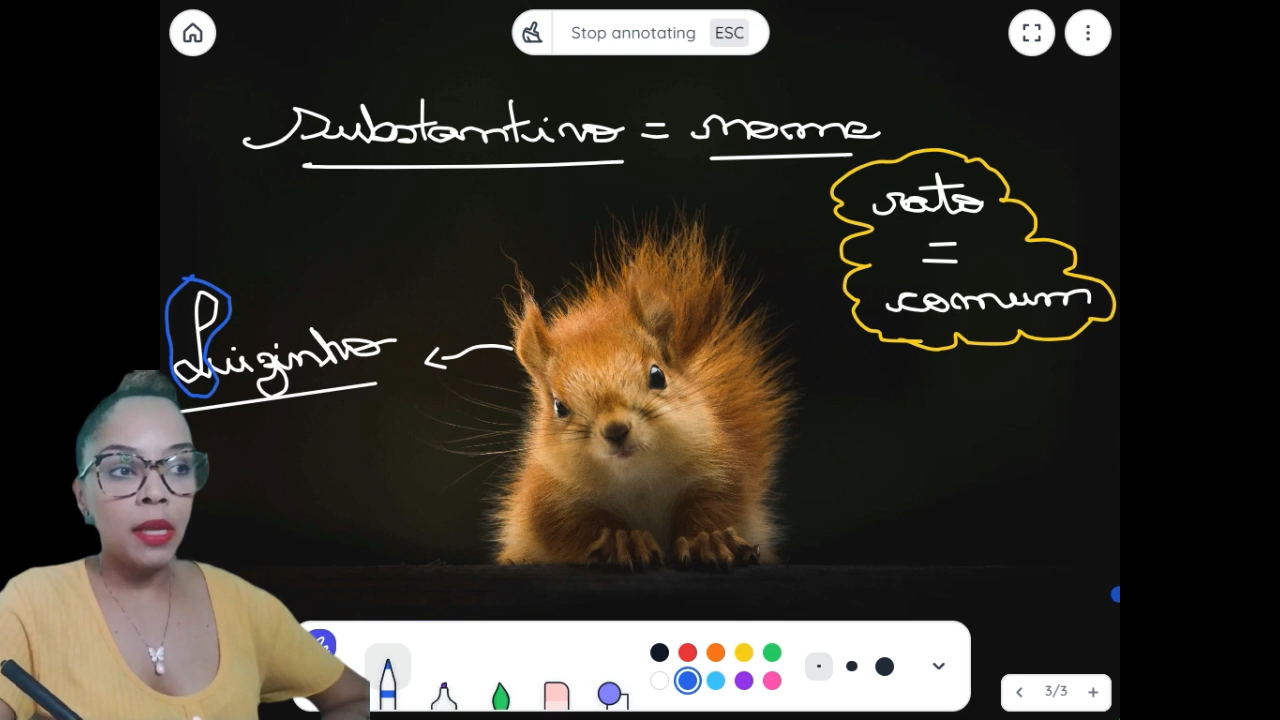 Stop annotating ESC
substantivo = nome
rato
=
comum
Luizinho
3/3